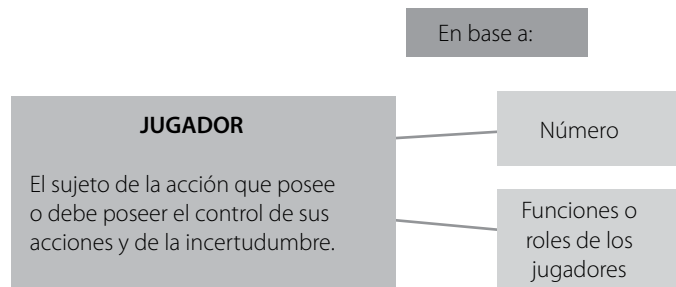 En base a:
JUGADOR
El sujeto de la acción que posee
o debe poseer el control de sus
acciones y de la incertudumbre.
Número
Funciones o
roles de los
jugadores